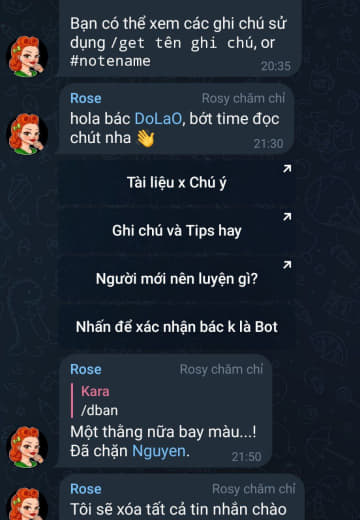 Bạn có thể xem các ghi chú sử
dụng /get tên ghi chú, or
#notename
20:35
Rose Rosy chăm chỉ
hola bác DoLaO, bớt time đọc
chút nha 👋
21:30
Tài liệu x Chú ý
Ghi chú và Tips hay
Người mới nên luyện gì?
Nhấn để xác nhận bác k là Bot
Rose Rosy chăm chỉ
Kara
/dban
Một thằng nữa bay màu...!
Đã chặn Nguyen.
21:50
Rose Rosy chăm chỉ
Tôi sẽ xóa tất cả tin nhắn chào